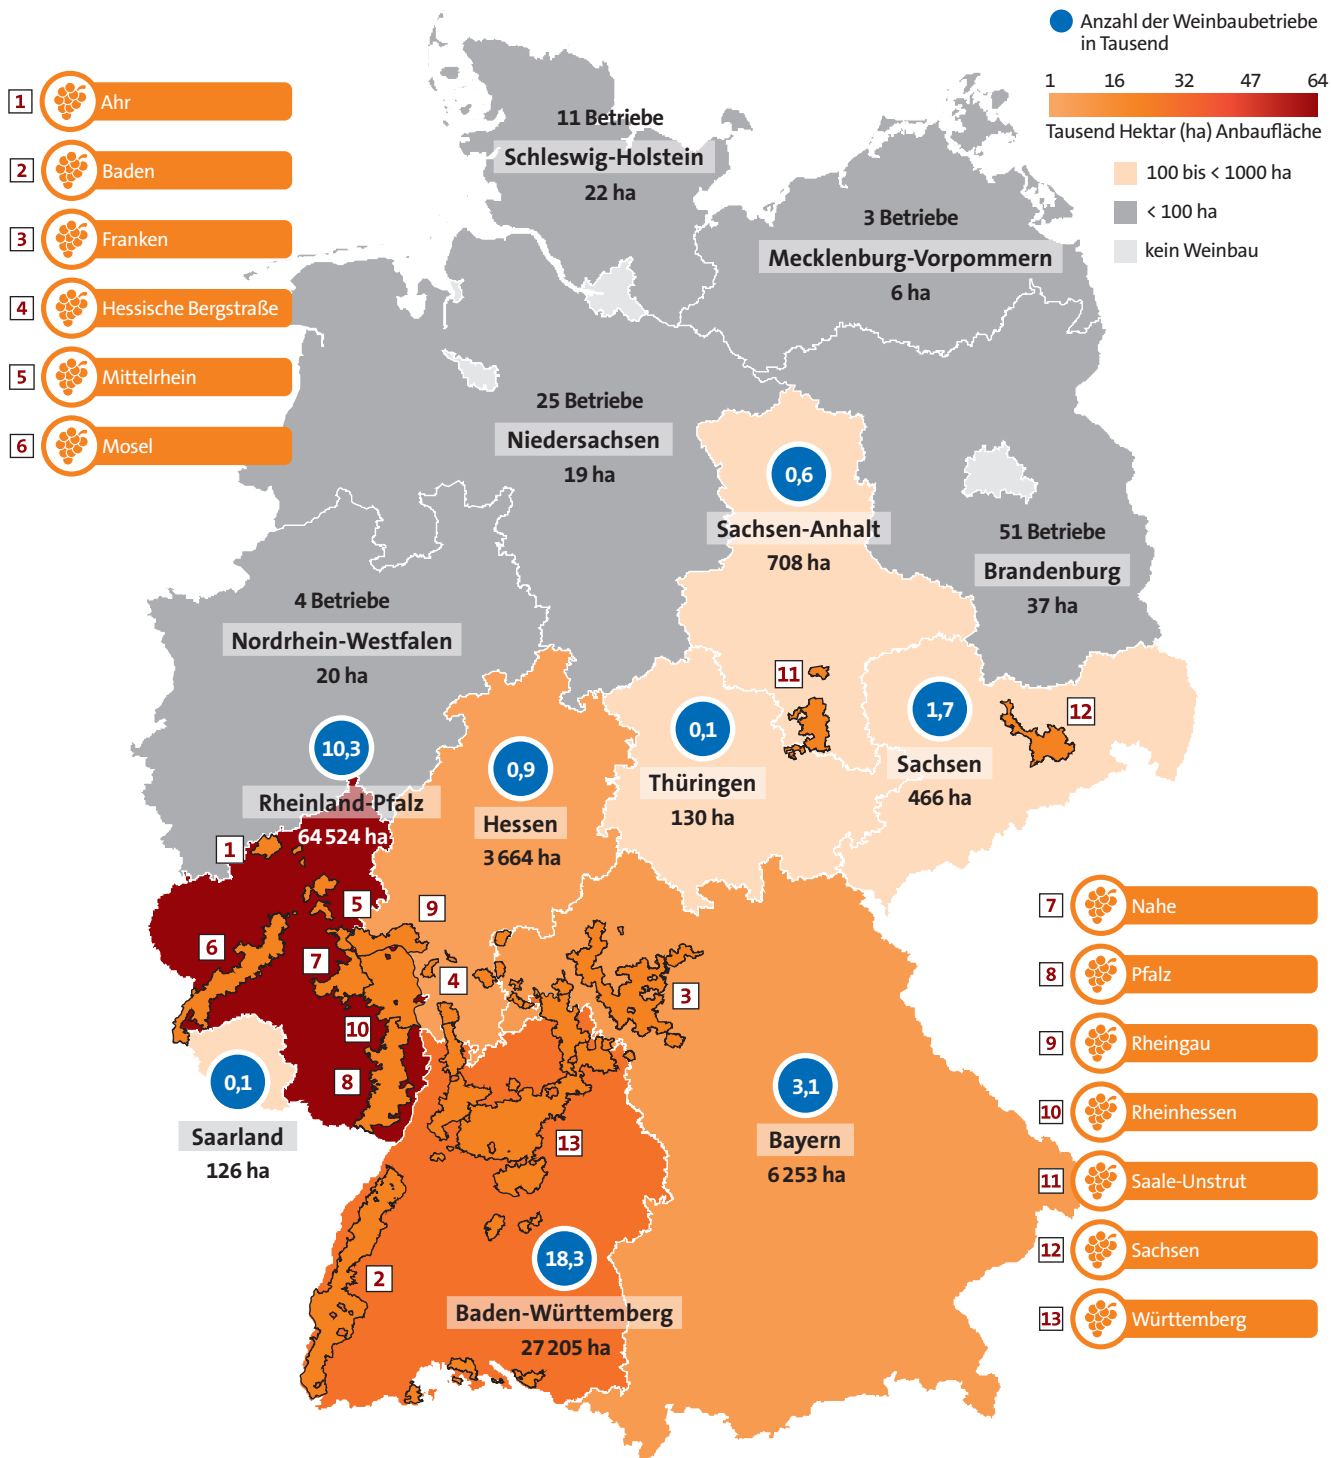 Anzahl der Weinbaubetriebe
in Tausend
1 16 32 47 64
Tausend Hektar (ha) Anbaufläche
100 bis < 1000 ha
< 100 ha
kein Weinbau
1 Ahr
2 Baden
3 Franken
4 Hessische Bergstraße
5 Mittelrhein
6 Mosel
11 Betriebe
Schleswig-Holstein
22 ha
3 Betriebe
Mecklenburg-Vorpommern
6 ha
25 Betriebe
Niedersachsen
19 ha
0,6
Sachsen-Anhalt
708 ha
51 Betriebe
Brandenburg
37 ha
4 Betriebe
Nordrhein-Westfalen
20 ha
10,3
Rheinland-Pfalz
64 524 ha
0,9
Hessen
3 664 ha
0,1
Thüringen
130 ha
11
1,7
Sachsen
466 ha
12
1
5
9
6
7
4
3
10
8
0,1
Saarland
126 ha
13
3,1
Bayern
6 253 ha
2
18,3
Baden-Württemberg
27 205 ha
7 Nahe
8 Pfalz
9 Rheingau
10 Rheinhessen
11 Saale-Unstrut
12 Sachsen
13 Württemberg